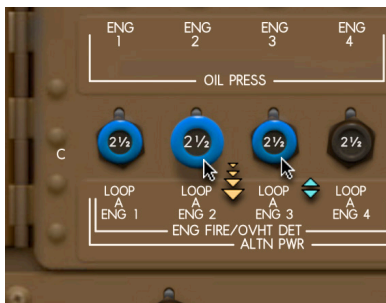 ENG 1 ENG 2 ENG 3 ENG 4
OIL PRESS
C 2½ 2½ 2½ 2½
LOOP A ENG 1 LOOP A ENG 2 LOOP A ENG 3 LOOP A ENG 4
ENG FIRE/OVHT DET
ALTN PWR